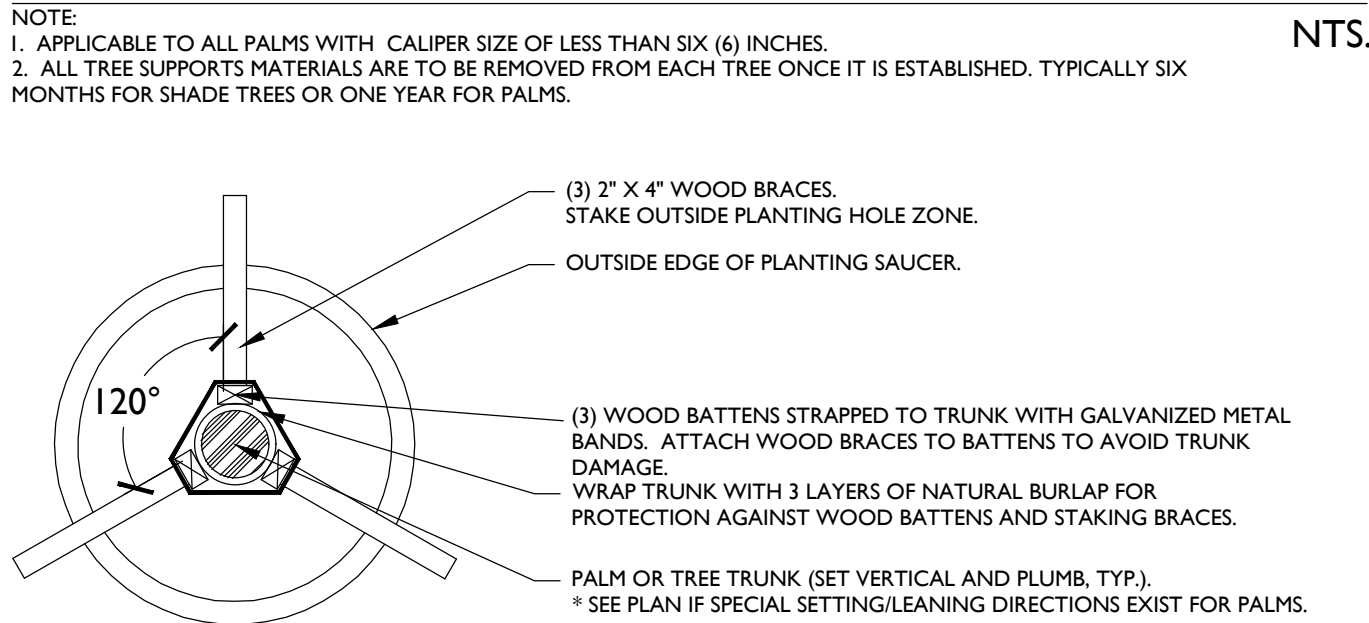 NOTE:
NTS.
1. APPLICABLE TO ALL PALMS WITH CALIPER SIZE OF LESS THAN SIX (6) INCHES.
2. ALL TREE SUPPORTS MATERIALS ARE TO BE REMOVED FROM EACH TREE ONCE IT IS ESTABLISHED. TYPICALLY SIX
MONTHS FOR SHADE TREES OR ONE YEAR FOR PALMS.
(3) 2" X 4" WOOD BRACES.
STAKE OUTSIDE PLANTING HOLE ZONE.
OUTSIDE EDGE OF PLANTING SAUCER.
120°
(3) WOOD BATTENS STRAPPED TO TRUNK WITH GALVANIZED METAL
BANDS. ATTACH WOOD BRACES TO BATTENS TO AVOID TRUNK
DAMAGE.
WRAP TRUNK WITH 3 LAYERS OF NATURAL BURLAP FOR
PROTECTION AGAINST WOOD BATTENS AND STAKING BRACES.
PALM OR TREE TRUNK (SET VERTICAL AND PLUMB, TYP.).
* SEE PLAN IF SPECIAL SETTING/LEANING DIRECTIONS EXIST FOR PALMS.